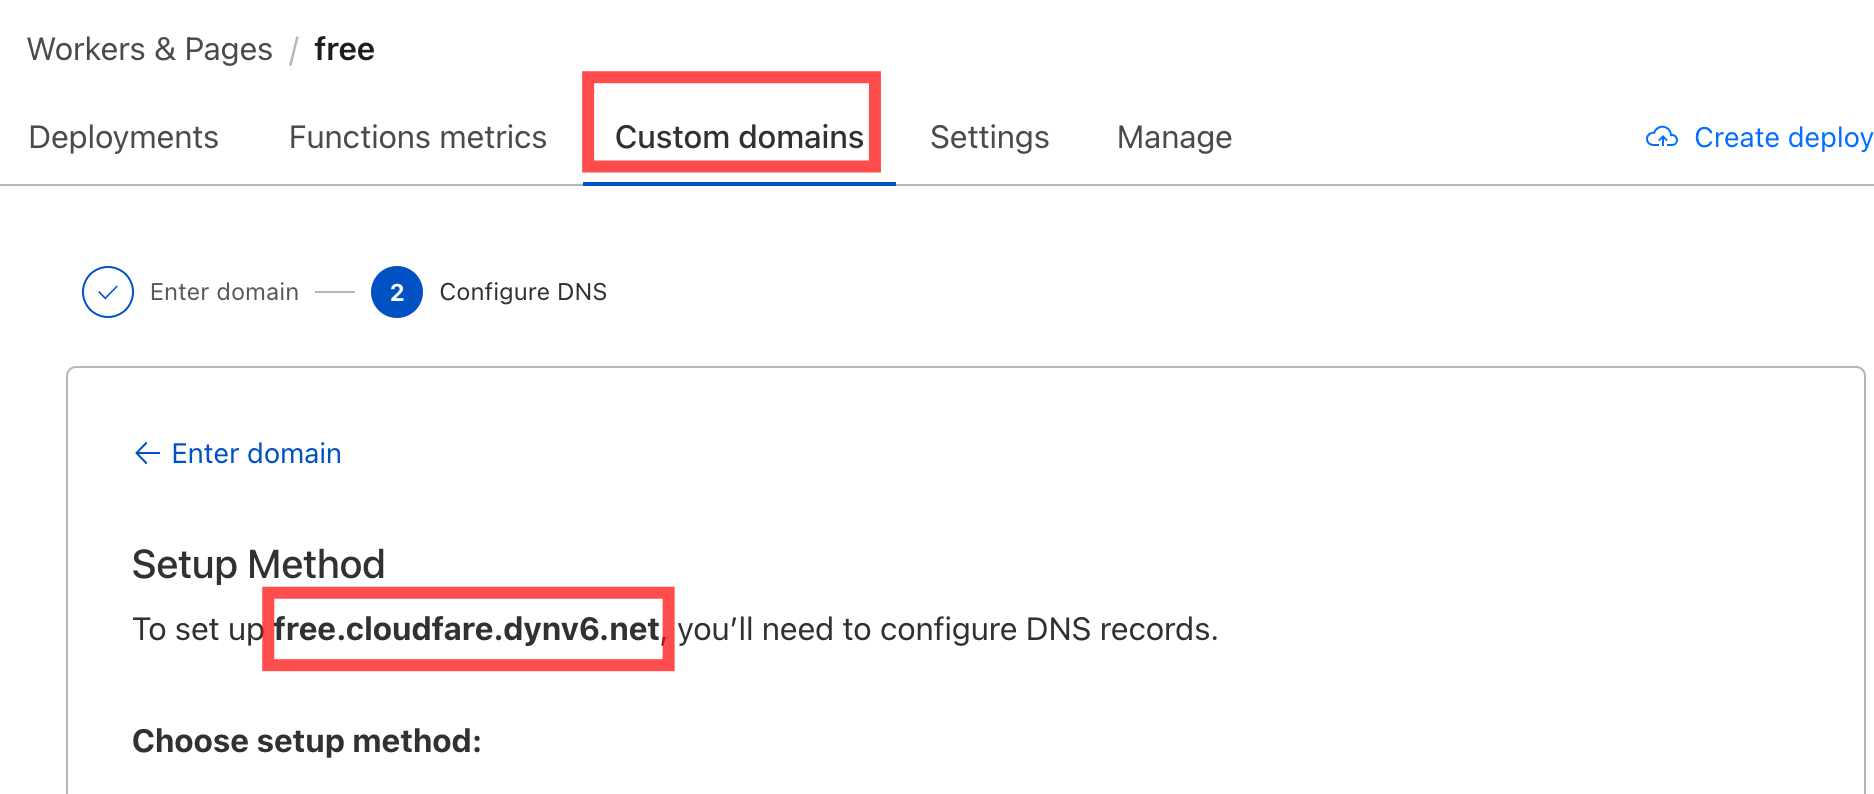 Workers & Pages / free
Deployments Functions metrics Custom domains Settings Manage Create deploy
Enter domain 2 Configure DNS
← Enter domain
Setup Method
To set up free.cloudfare.dynv6.net, you’ll need to configure DNS records.
Choose setup method: